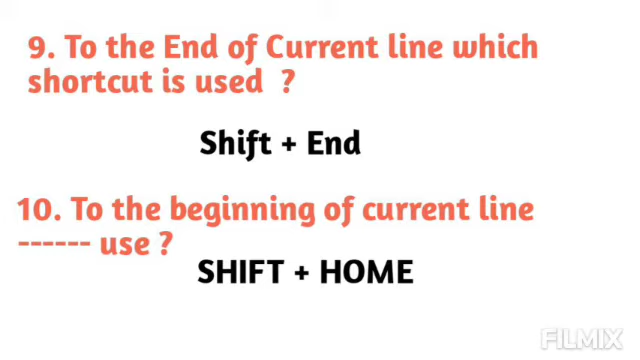 9. To the End of Current line which
shortcut is used ?
Shift + End
10. To the beginning of current line
------ use ?
SHIFT + HOME
FILMIX